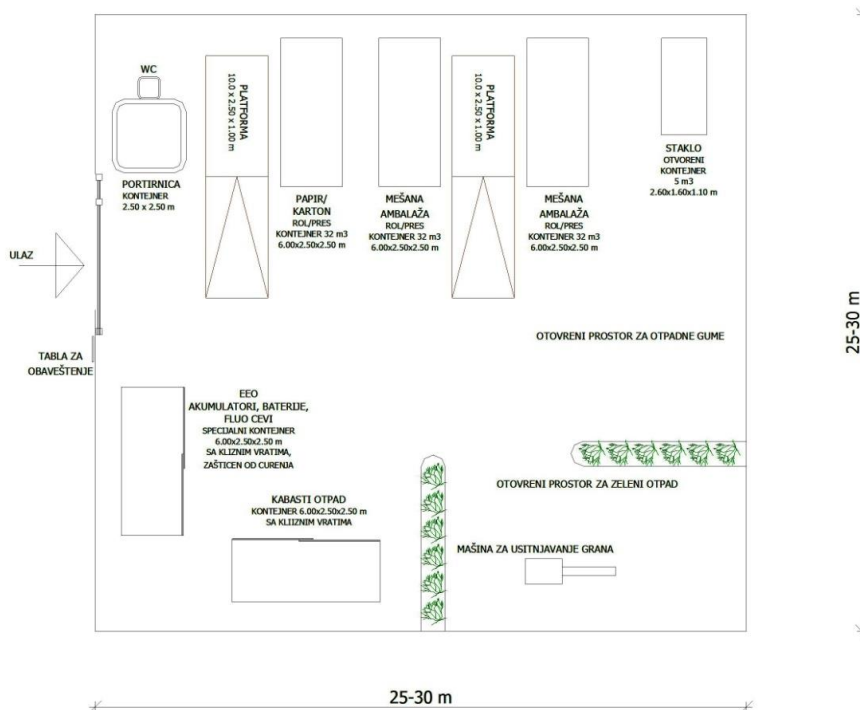 WC
PORTIRNICA
KONTEJNER
2.50 x 2.50 m
PLATFORMA
10.0 x 2.50 x 1.00 m
PAPIR/
KARTON
ROL/PRES
KONTEJNER 32 m3
6.00x2.50x2.50 m
MEŠANA
AMBALAŽA
ROL/PRES
KONTEJNER 32 m3
6.00x2.50x2.50 m
PLATFORMA
10.0 x 2.50 x 1.00 m
MEŠANA
AMBALAŽA
ROL/PRES
KONTEJNER 32 m3
6.00x2.50x2.50 m
STAKLO
OTVORENI
KONTEJNER
5 m3
2.60x1.60x1.10 m
ULAZ
TABLA ZA
OBAVEŠTENJE
OTOVRENI PROSTOR ZA OTPADNE GUME
25-30 m
EEO
AKUMULATORI, BATERIJE,
FLUO CEVI
SPECIJALNI KONTEJNER
6.00x2.50x2.50 m
SA KLIZNIM VRATIMA,
ZAŠTIĆEN OD CURENJA
OTOVRENI PROSTOR ZA ZELENI OTPAD
KABASTI OTPAD
KONTEJNER 6.00x2.50x2.50 m
SA KLIIZNIM VRATIMA
MAŠINA ZA USITNJAVANJE GRANA
25-30 m